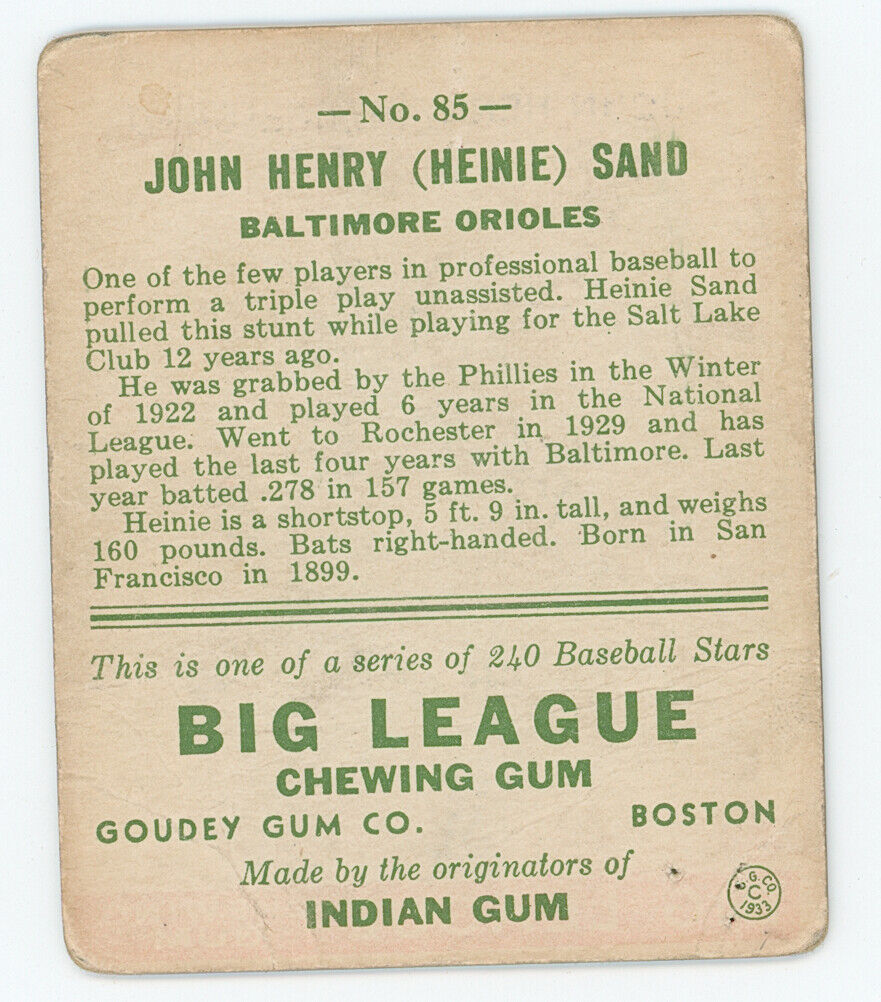 — No. 85 —
JOHN HENRY (HEINIE) SAND
BALTIMORE ORIOLES
One of the few players in professional baseball to
perform a triple play unassisted. Heinie Sand
pulled this stunt while playing for the Salt Lake
Club 12 years ago.
He was grabbed by the Phillies in the Winter
of 1922 and played 6 years in the National
League. Went to Rochester in 1929 and has
played the last four years with Baltimore. Last
year batted .278 in 157 games.
Heinie is a shortstop, 5 ft. 9 in. tall, and weighs
160 pounds. Bats right-handed. Born in San
Francisco in 1899.
This is one of a series of 240 Baseball Stars
BIG LEAGUE
CHEWING GUM
GOUDEY GUM CO. BOSTON
Made by the originators of
INDIAN GUM
G. G. CO.
C
1933